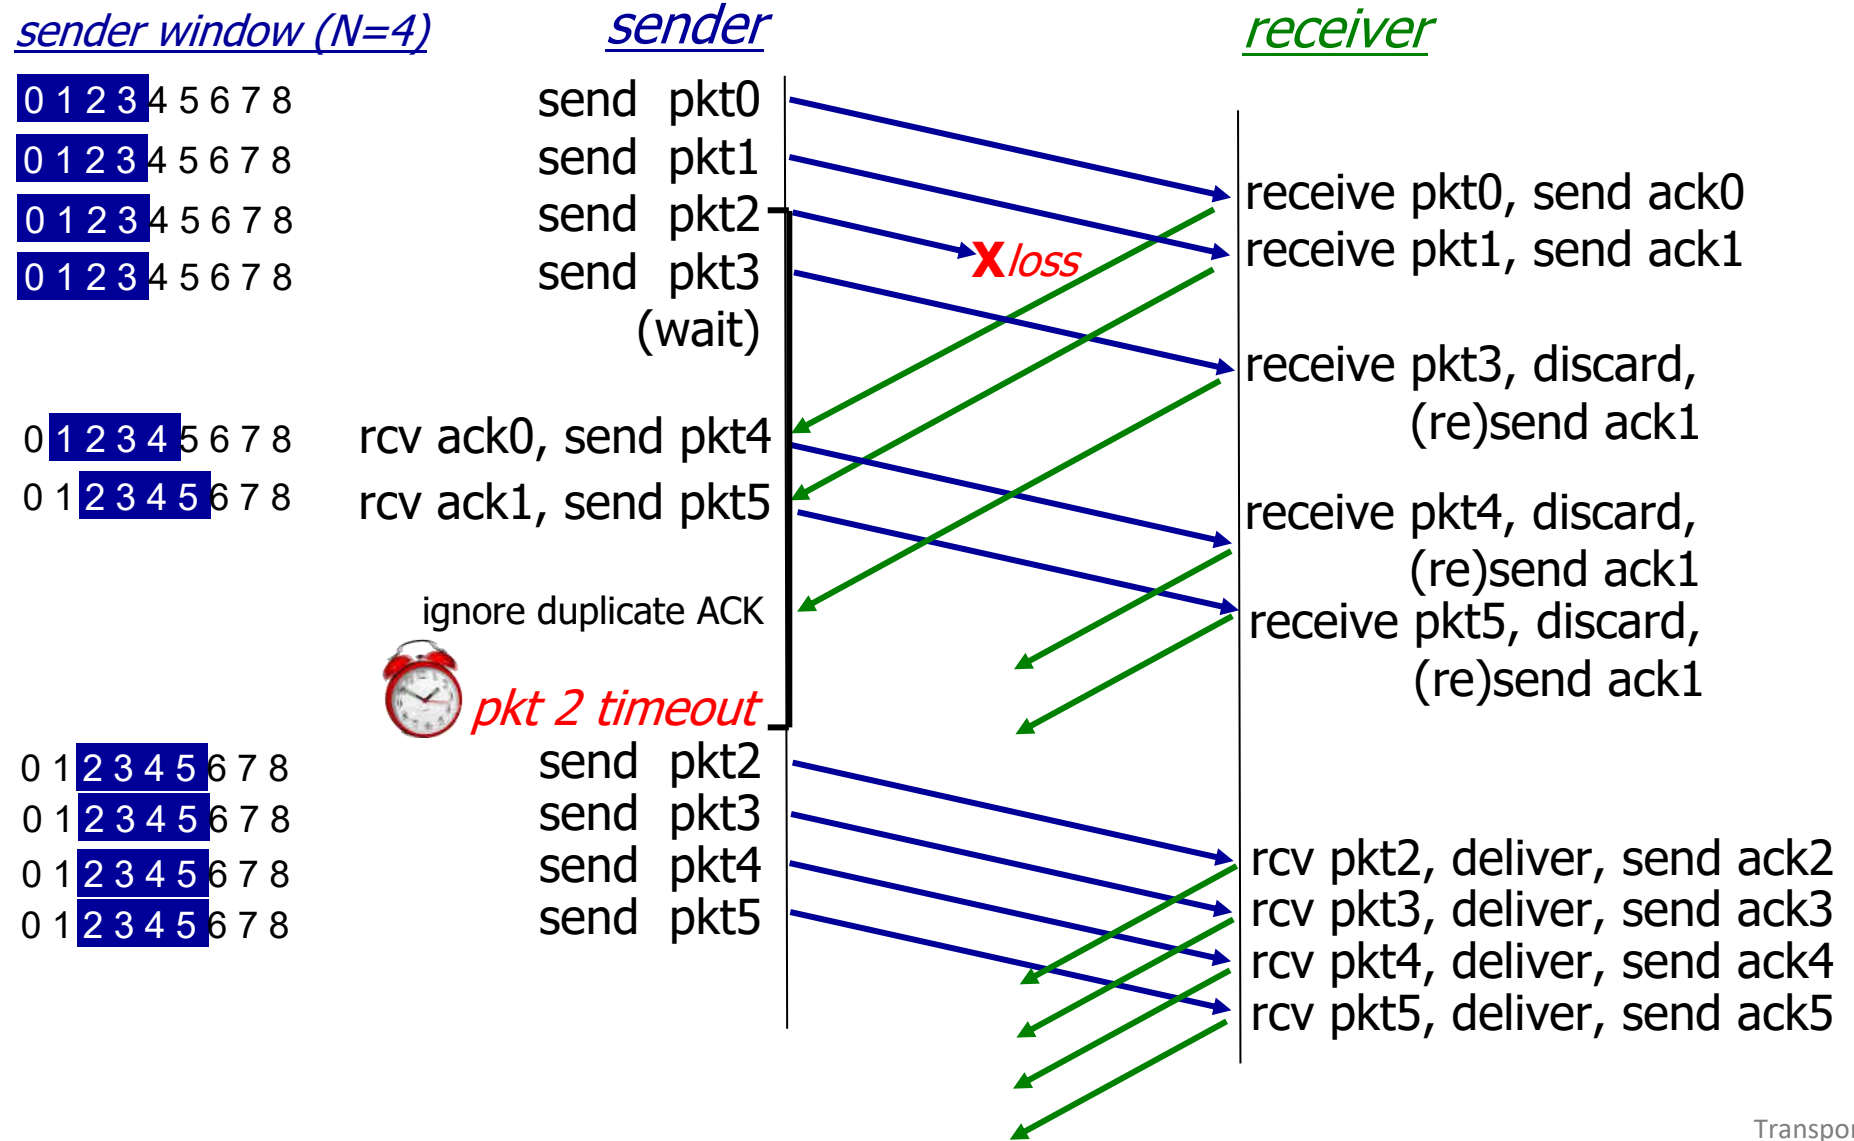 sender window (N=4) sender receiver
0 1 2 3 4 5 6 7 8 send pkt0
0 1 2 3 4 5 6 7 8 send pkt1
receive pkt0, send ack0
0 1 2 3 4 5 6 7 8 send pkt2
Xloss
receive pkt1, send ack1
0 1 2 3 4 5 6 7 8 send pkt3
(wait)
receive pkt3, discard,
(re)send ack1
0 1 2 3 4 5 6 7 8 rcv ack0, send pkt4
0 1 2 3 4 5 6 7 8 rcv ack1, send pkt5
receive pkt4, discard,
(re)send ack1
ignore duplicate ACK
receive pkt5, discard,
(re)send ack1
pkt 2 timeout
0 1 2 3 4 5 6 7 8 send pkt2
0 1 2 3 4 5 6 7 8 send pkt3
0 1 2 3 4 5 6 7 8 send pkt4
0 1 2 3 4 5 6 7 8 send pkt5
rcv pkt2, deliver, send ack2
rcv pkt3, deliver, send ack3
rcv pkt4, deliver, send ack4
rcv pkt5, deliver, send ack5